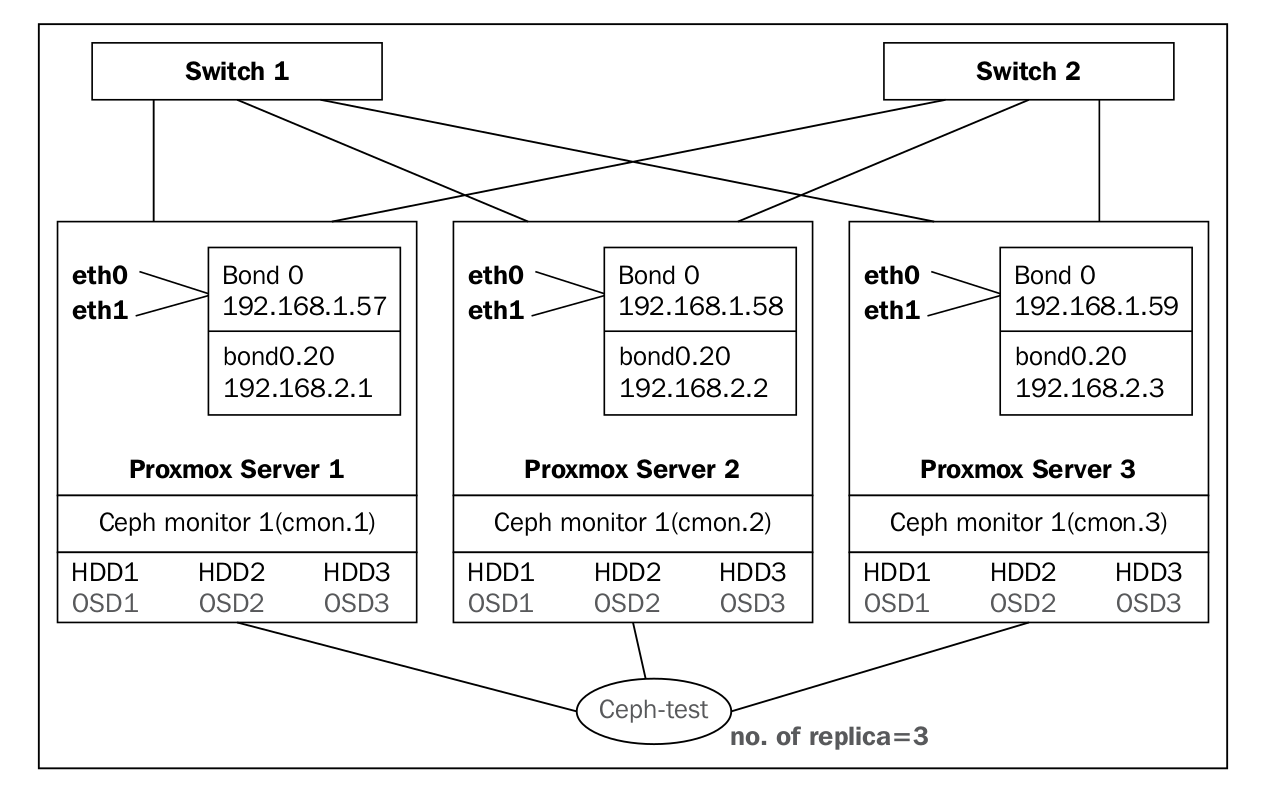 Switch 1
Switch 2
eth0
eth1
Bond 0
192.168.1.57
bond0.20
192.168.2.1
Proxmox Server 1
Ceph monitor 1(cmon.1)
HDD1 HDD2 HDD3
OSD1 OSD2 OSD3
eth0
eth1
Bond 0
192.168.1.58
bond0.20
192.168.2.2
Proxmox Server 2
Ceph monitor 1(cmon.2)
HDD1 HDD2 HDD3
OSD1 OSD2 OSD3
eth0
eth1
Bond 0
192.168.1.59
bond0.20
192.168.2.3
Proxmox Server 3
Ceph monitor 1(cmon.3)
HDD1 HDD2 HDD3
OSD1 OSD2 OSD3
Ceph-test
no. of replica=3